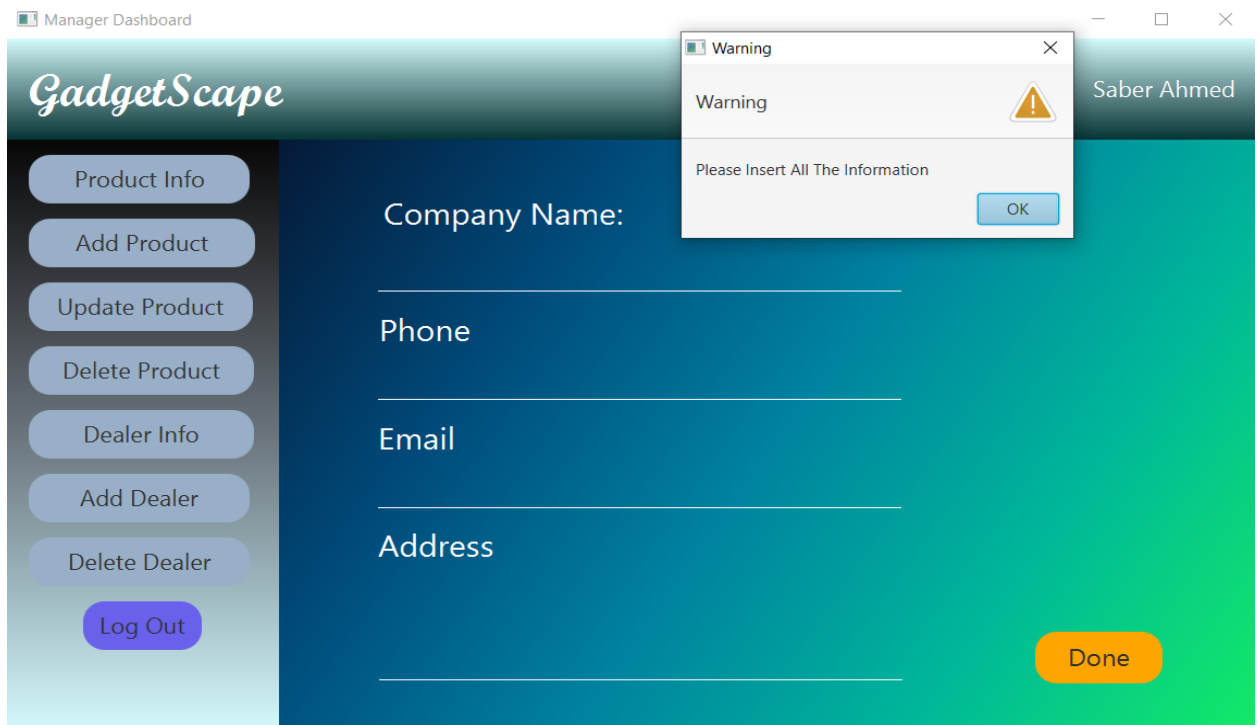 Manager Dashboard
GadgetScape
Warning
Warning
Please Insert All The Information
OK
Saber Ahmed
Product Info
Add Product
Update Product
Delete Product
Dealer Info
Add Dealer
Delete Dealer
Log Out
Company Name:
Phone
Email
Address
Done